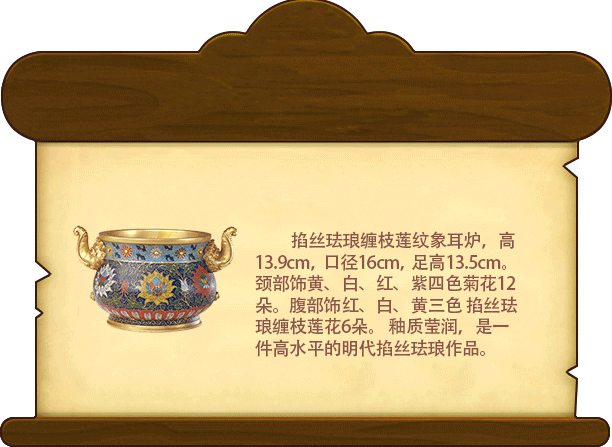 掐丝珐琅缠枝莲纹象耳炉，高
13.9cm，口径16cm，足高13.5cm。
颈部饰黄、白、红、紫四色菊花12
朵。腹部饰红、白、黄三色 掐丝珐
琅缠枝莲花6朵。 釉质莹润，是一
件高水平的明代掐丝珐琅作品。